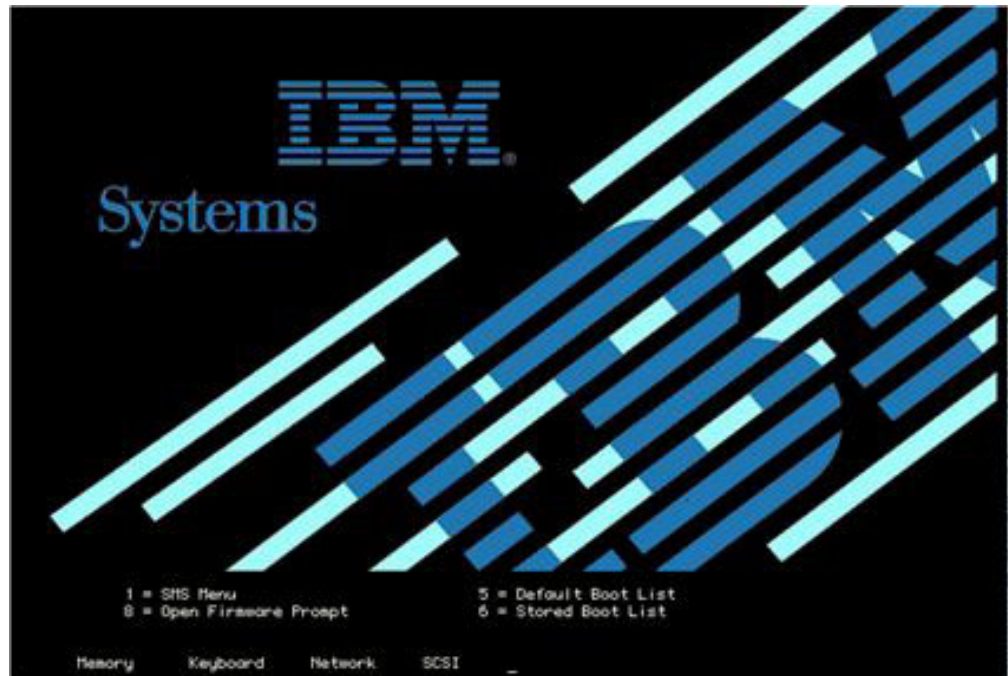 IBM®
Systems
1 = SMS Menu 5 = Default Boot List
8 = Open Firmware Prompt 6 = Stored Boot List
Memory Keyboard Network SCSI _